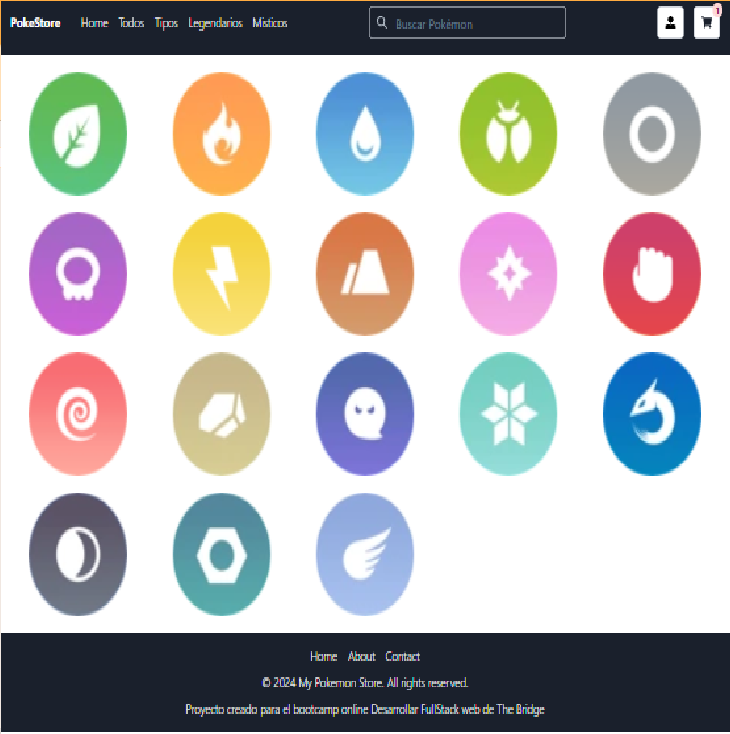 PokeStore Home Todos Tipos Legendarios Místicos Buscar Pokémon 1
Home About Contact
© 2024 My Pokemon Store. All rights reserved.
Proyecto creado para el bootcamp online Desarrollar FullStack web de The Bridge